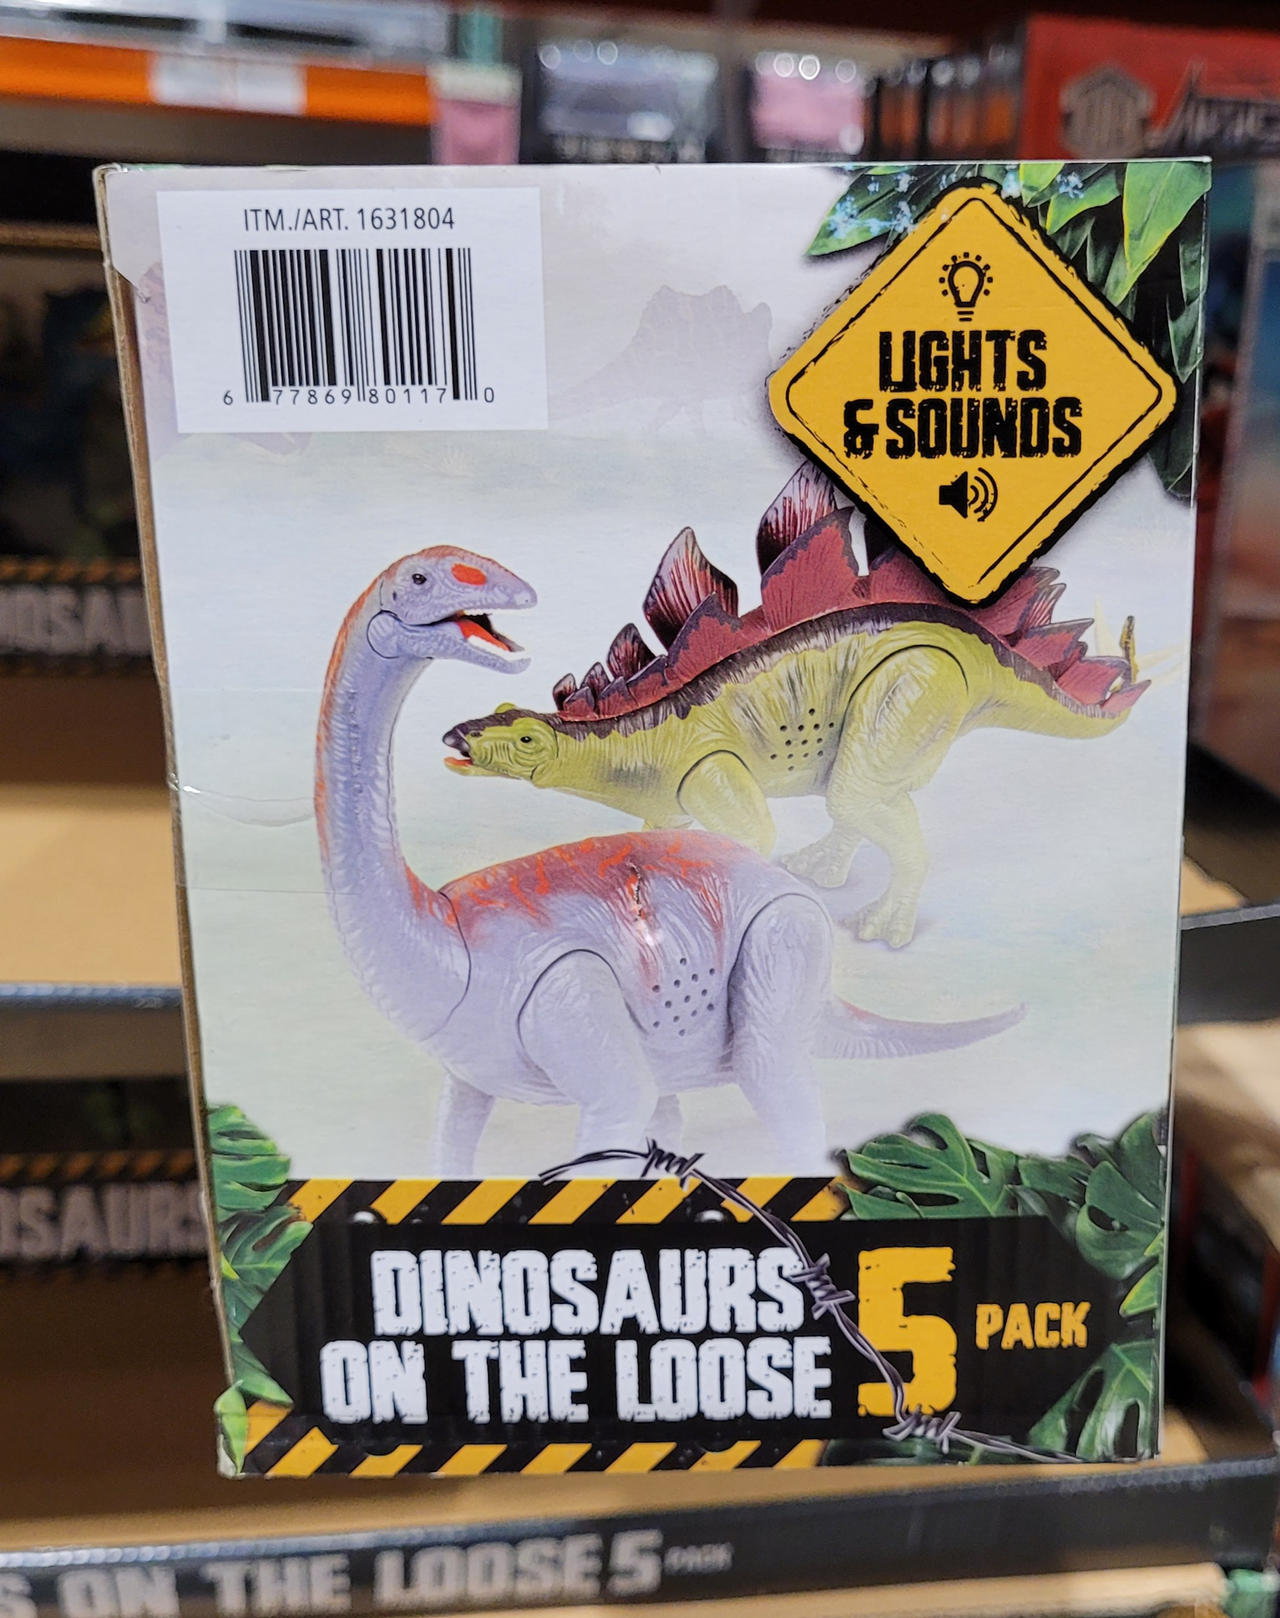 ITM./ART. 1631804
6 77869 80117 0
LIGHTS
& SOUNDS
DINOSAURS
ON THE LOOSE
5 PACK
OSAURS
S ON THE LOOSE 5 PACK